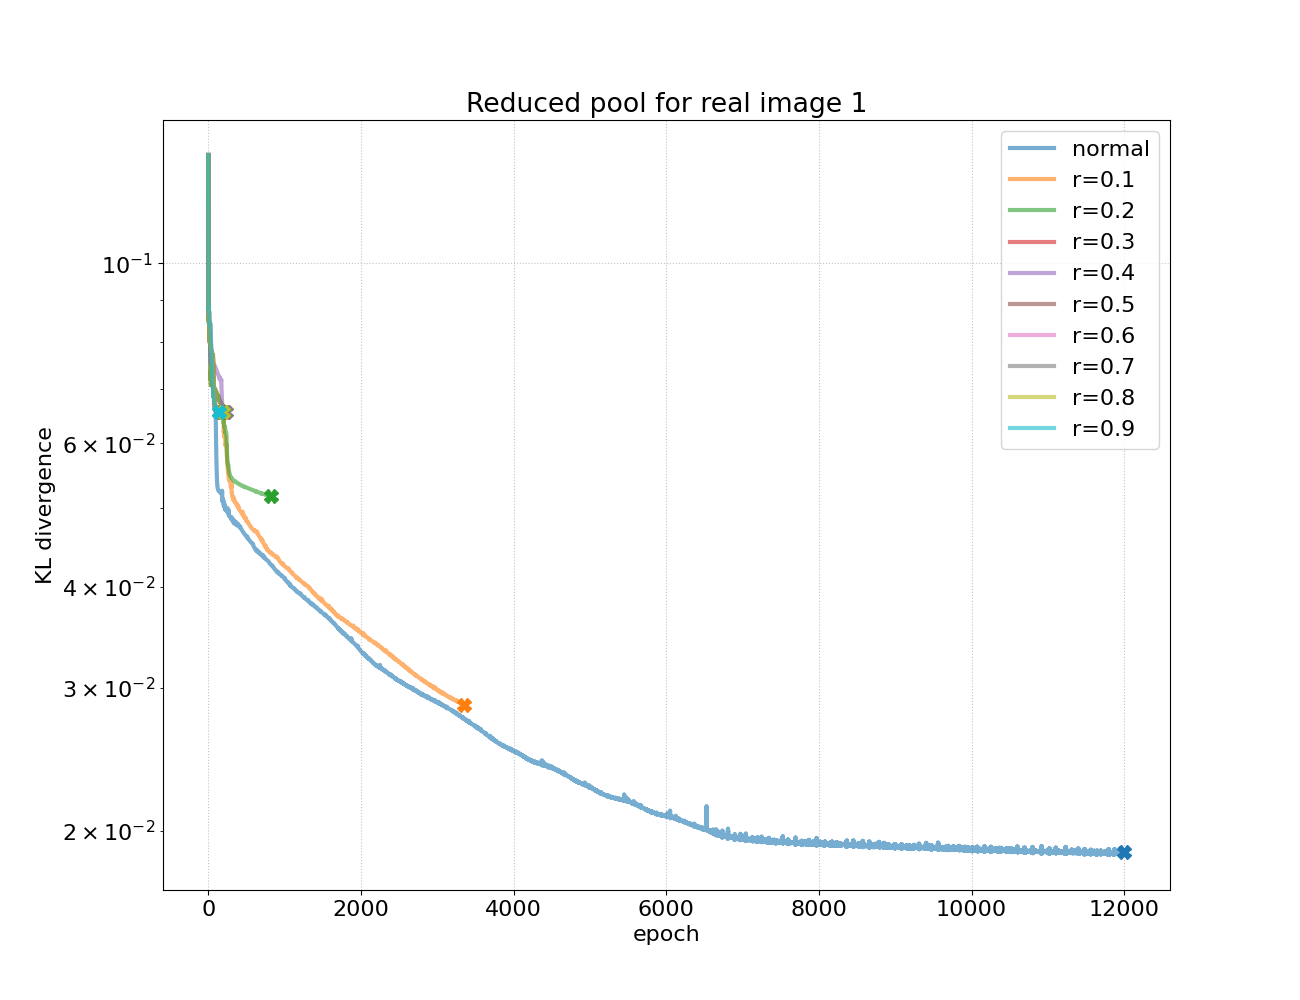 Reduced pool for real image 1
normal
r=0.1
r=0.2
r=0.3
r=0.4
r=0.5
r=0.6
r=0.7
r=0.8
r=0.9
KL divergence
10⁻¹
6 × 10⁻²
4 × 10⁻²
3 × 10⁻²
2 × 10⁻²
0 2000 4000 6000 8000 10000 12000
epoch